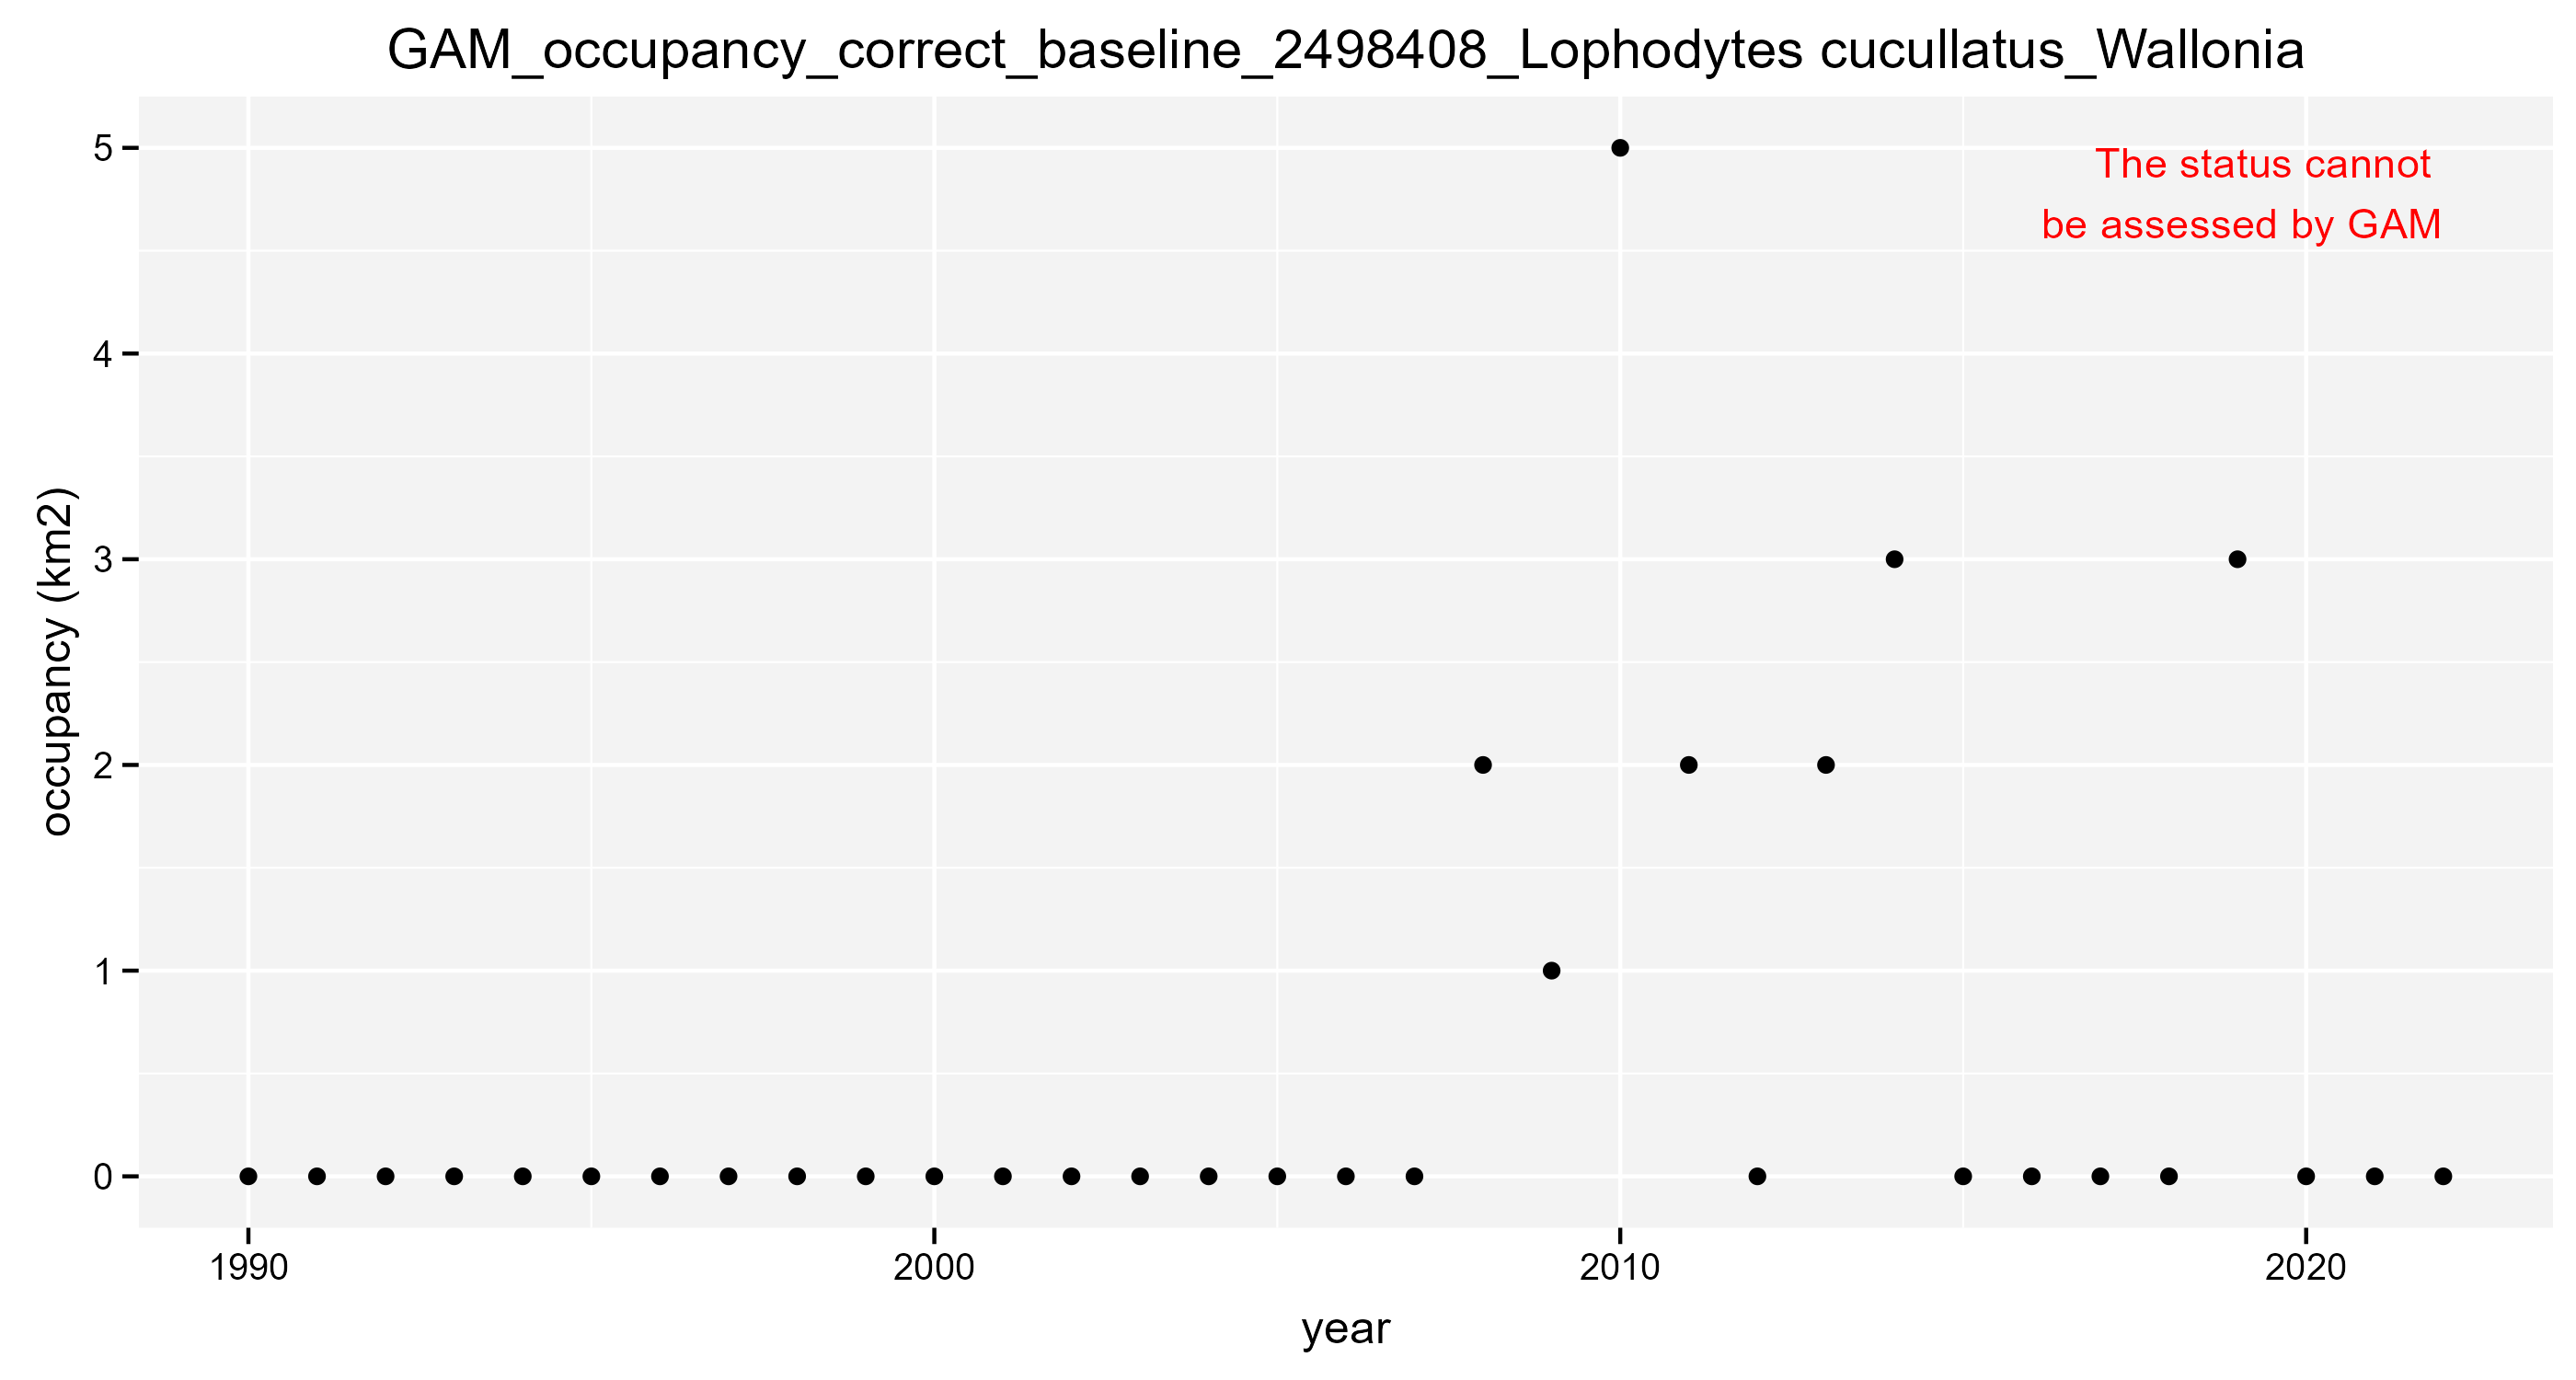 GAM_occupancy_correct_baseline_2498408_Lophodytes cucullatus_Wallonia
The status cannot
be assessed by GAM
occupancy (km2)
5
4
3
2
1
0
1990 2000 2010 2020
year